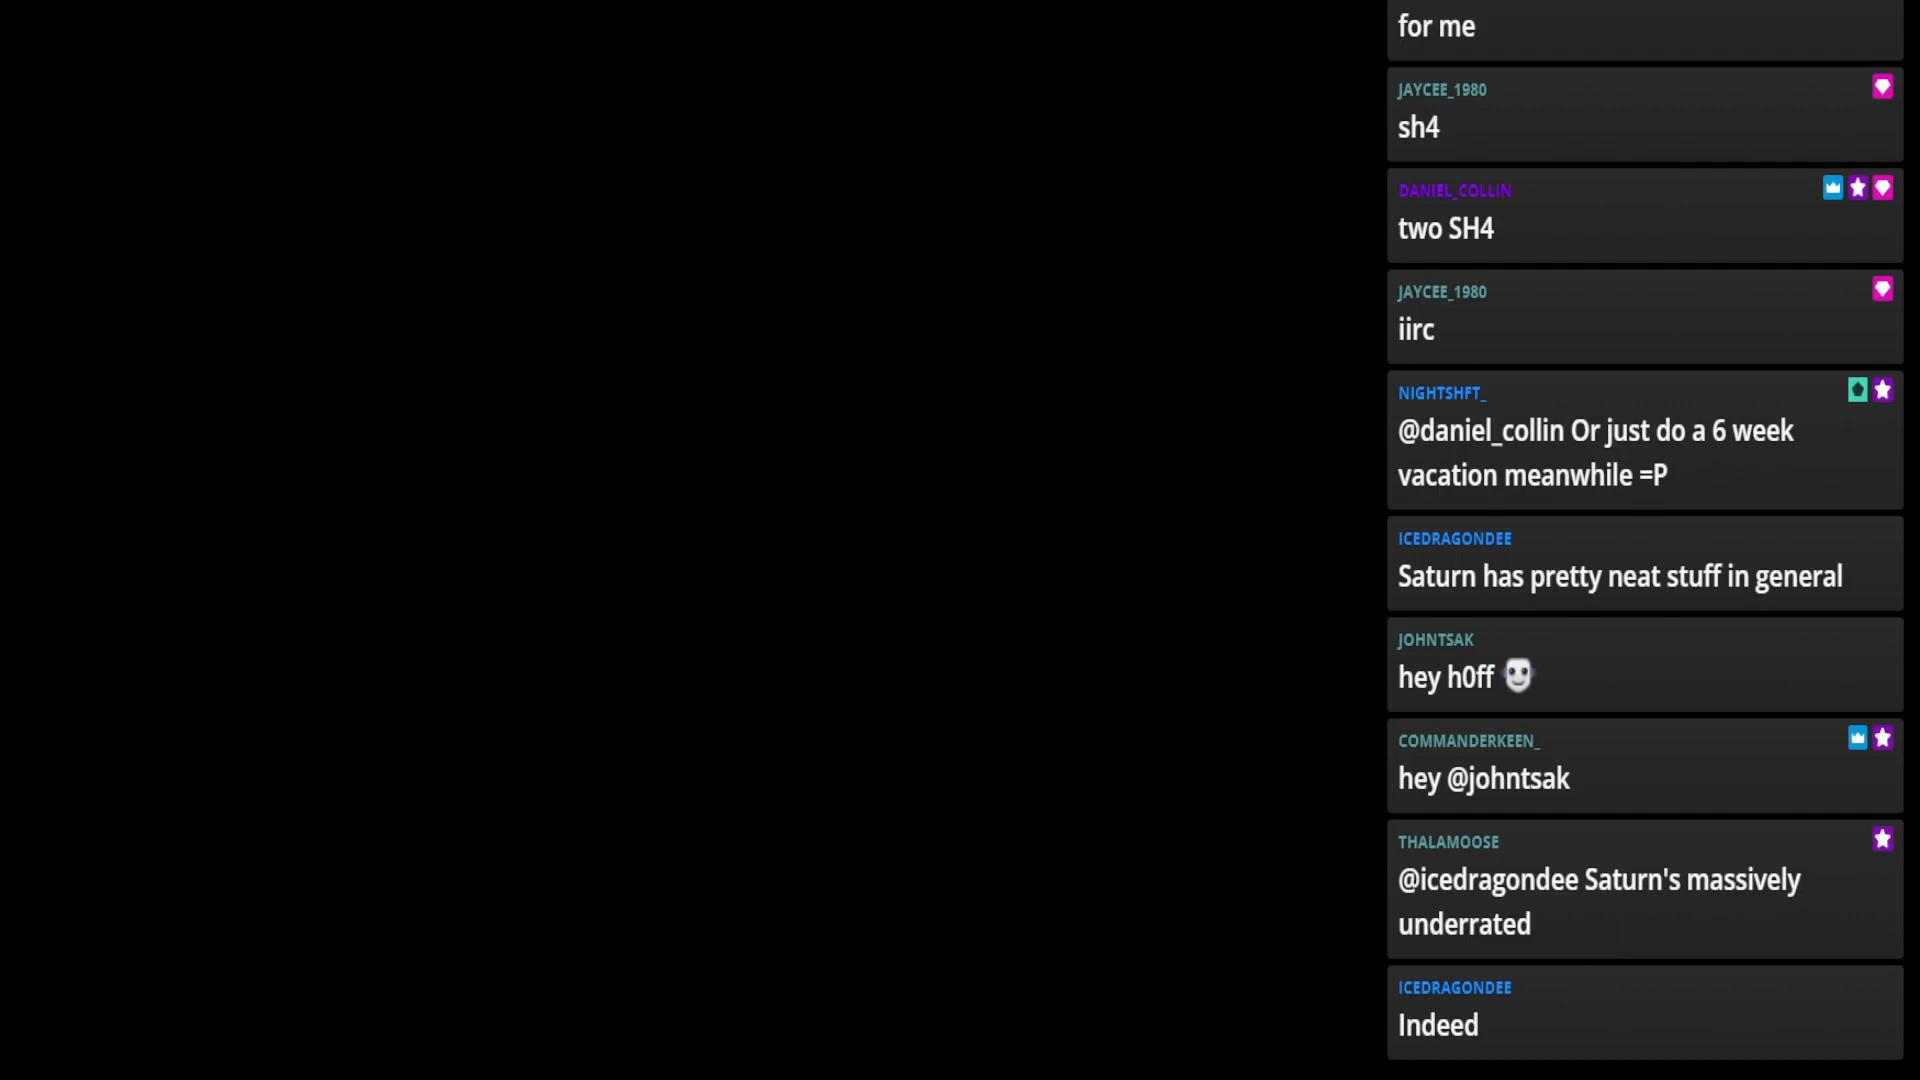 for me
JAYCEE_1980
sh4
DANIEL_COLLIN
two SH4
JAYCEE_1980
iirc
NIGHTSHFT_
@daniel_collin Or just do a 6 week
vacation meanwhile =P
ICEDRAGONDEE
Saturn has pretty neat stuff in general
JOHNTSAK
hey h0ff
COMMANDERKEEN_
hey @johntsak
THALAMOOSE
@icedragondee Saturn's massively
underrated
ICEDRAGONDEE
Indeed